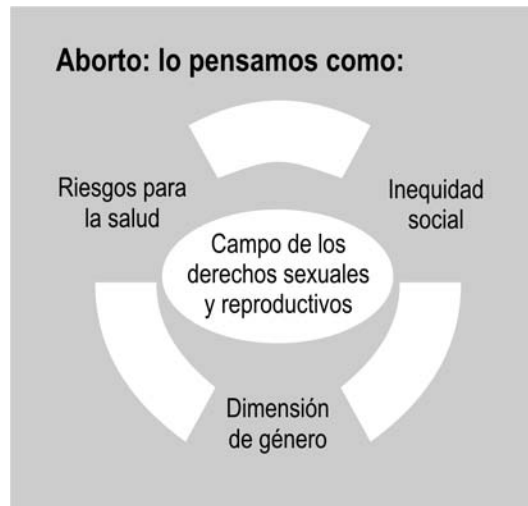 Aborto: lo pensamos como:
Riesgos para
la salud
Inequidad
social
Campo de los
derechos sexuales
y reproductivos
Dimensión
de género